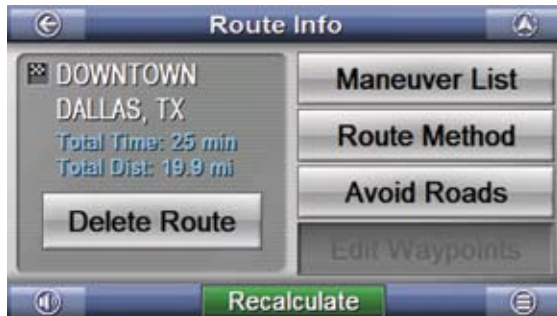 Route Info
DOWNTOWN
DALLAS, TX
Total Time: 25 min
Total Dist: 19.9 mi
Delete Route
Maneuver List
Route Method
Avoid Roads
Edit Waypoints
Recalculate